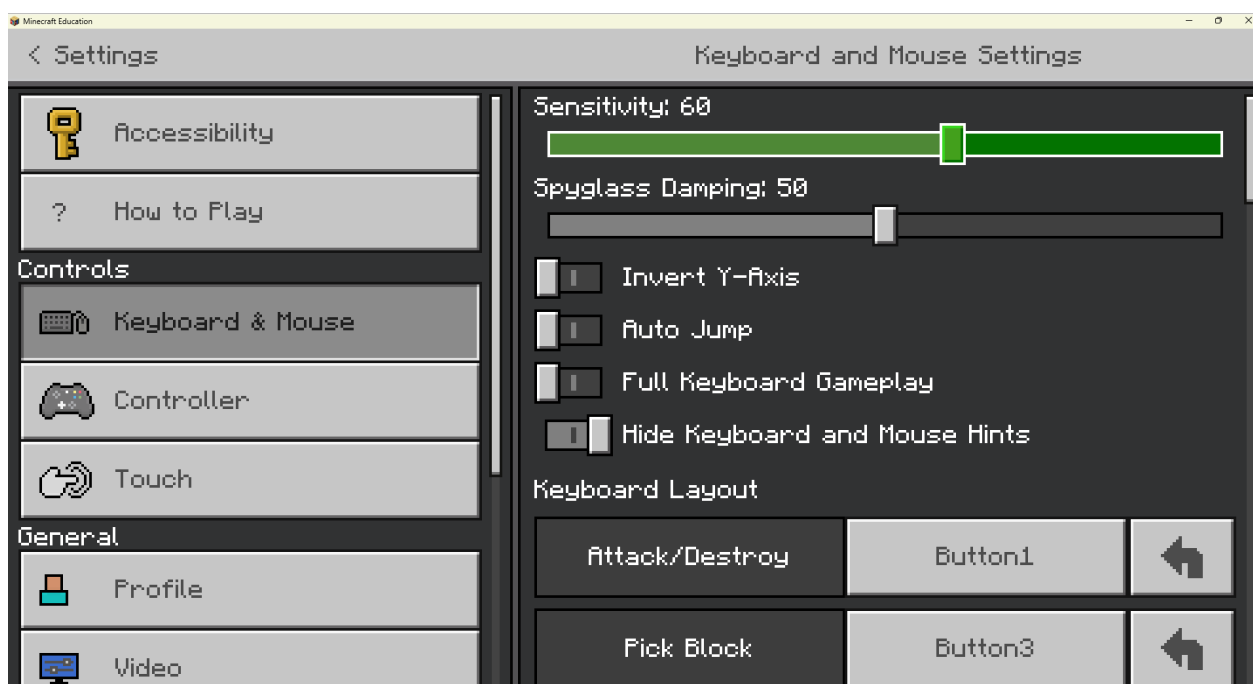 Minecraft Education
< Settings
Keyboard and Mouse Settings
Accessibility
? How to Play
Controls
Keyboard & Mouse
Controller
Touch
General
Profile
Video
Sensitivity: 60
Spyglass Damping: 50
Invert Y-Axis
Auto Jump
Full Keyboard Gameplay
Hide Keyboard and Mouse Hints
Keyboard Layout
Attack/Destroy Button1
Pick Block Button3